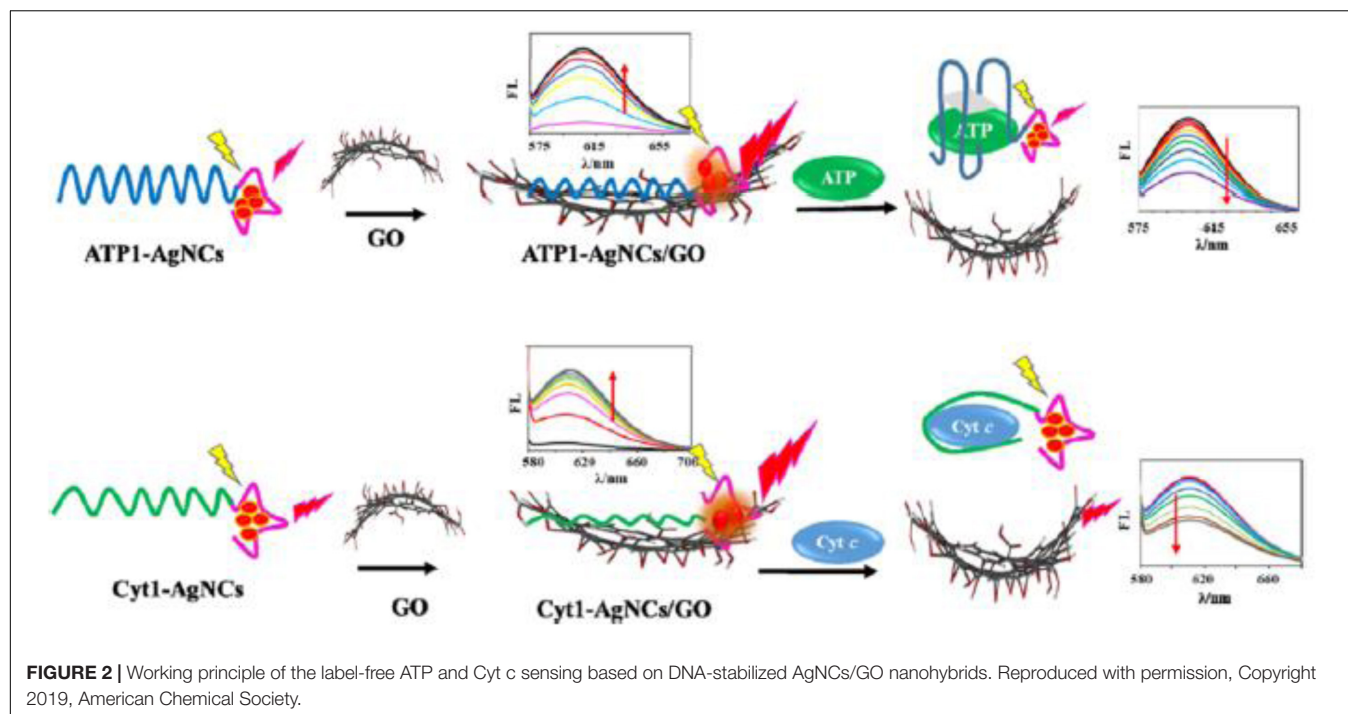 FL
575 615 655
λ/nm
ATP1-AgNCs
GO
ATP1-AgNCs/GO
ATP
ATP
FL
575 615 655
λ/nm
FL
580 620 660 700
λ/nm
Cyt1-AgNCs
GO
Cyt1-AgNCs/GO
Cyt c
Cyt c
FL
580 620 660
λ/nm
FIGURE 2 | Working principle of the label-free ATP and Cyt c sensing based on DNA-stabilized AgNCs/GO nanohybrids. Reproduced with permission, Copyright
2019, American Chemical Society.